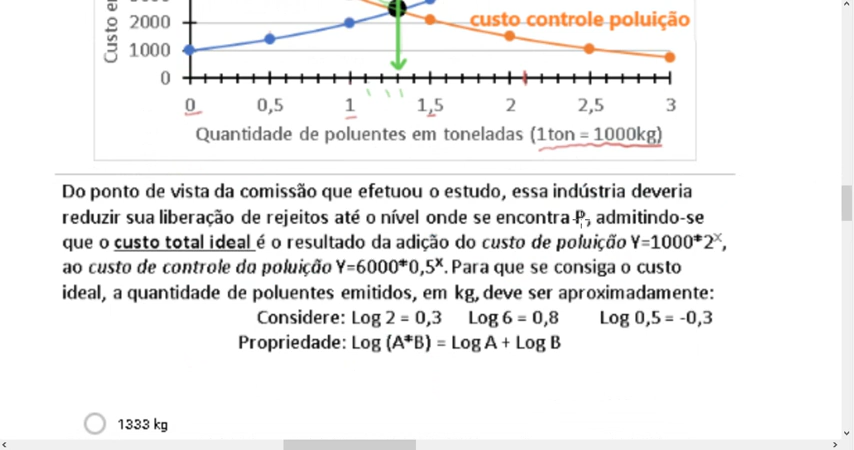 Custo e
2000
custo controle poluição
1000
0
0 0,5 1 1,5 2 2,5 3
Quantidade de poluentes em toneladas (1ton = 1000kg)
Do ponto de vista da comissão que efetuou o estudo, essa indústria deveria
reduzir sua liberação de rejeitos até o nível onde se encontra P, admitindo-se
que o custo total ideal é o resultado da adição do custo de poluição Y=1000*2ˣ,
ao custo de controle da poluição Y=6000*0,5ˣ. Para que se consiga o custo
ideal, a quantidade de poluentes emitidos, em kg, deve ser aproximadamente:
Considere: Log 2 = 0,3 Log 6 = 0,8 Log 0,5 = -0,3
Propriedade: Log (A*B) = Log A + Log B
1333 kg